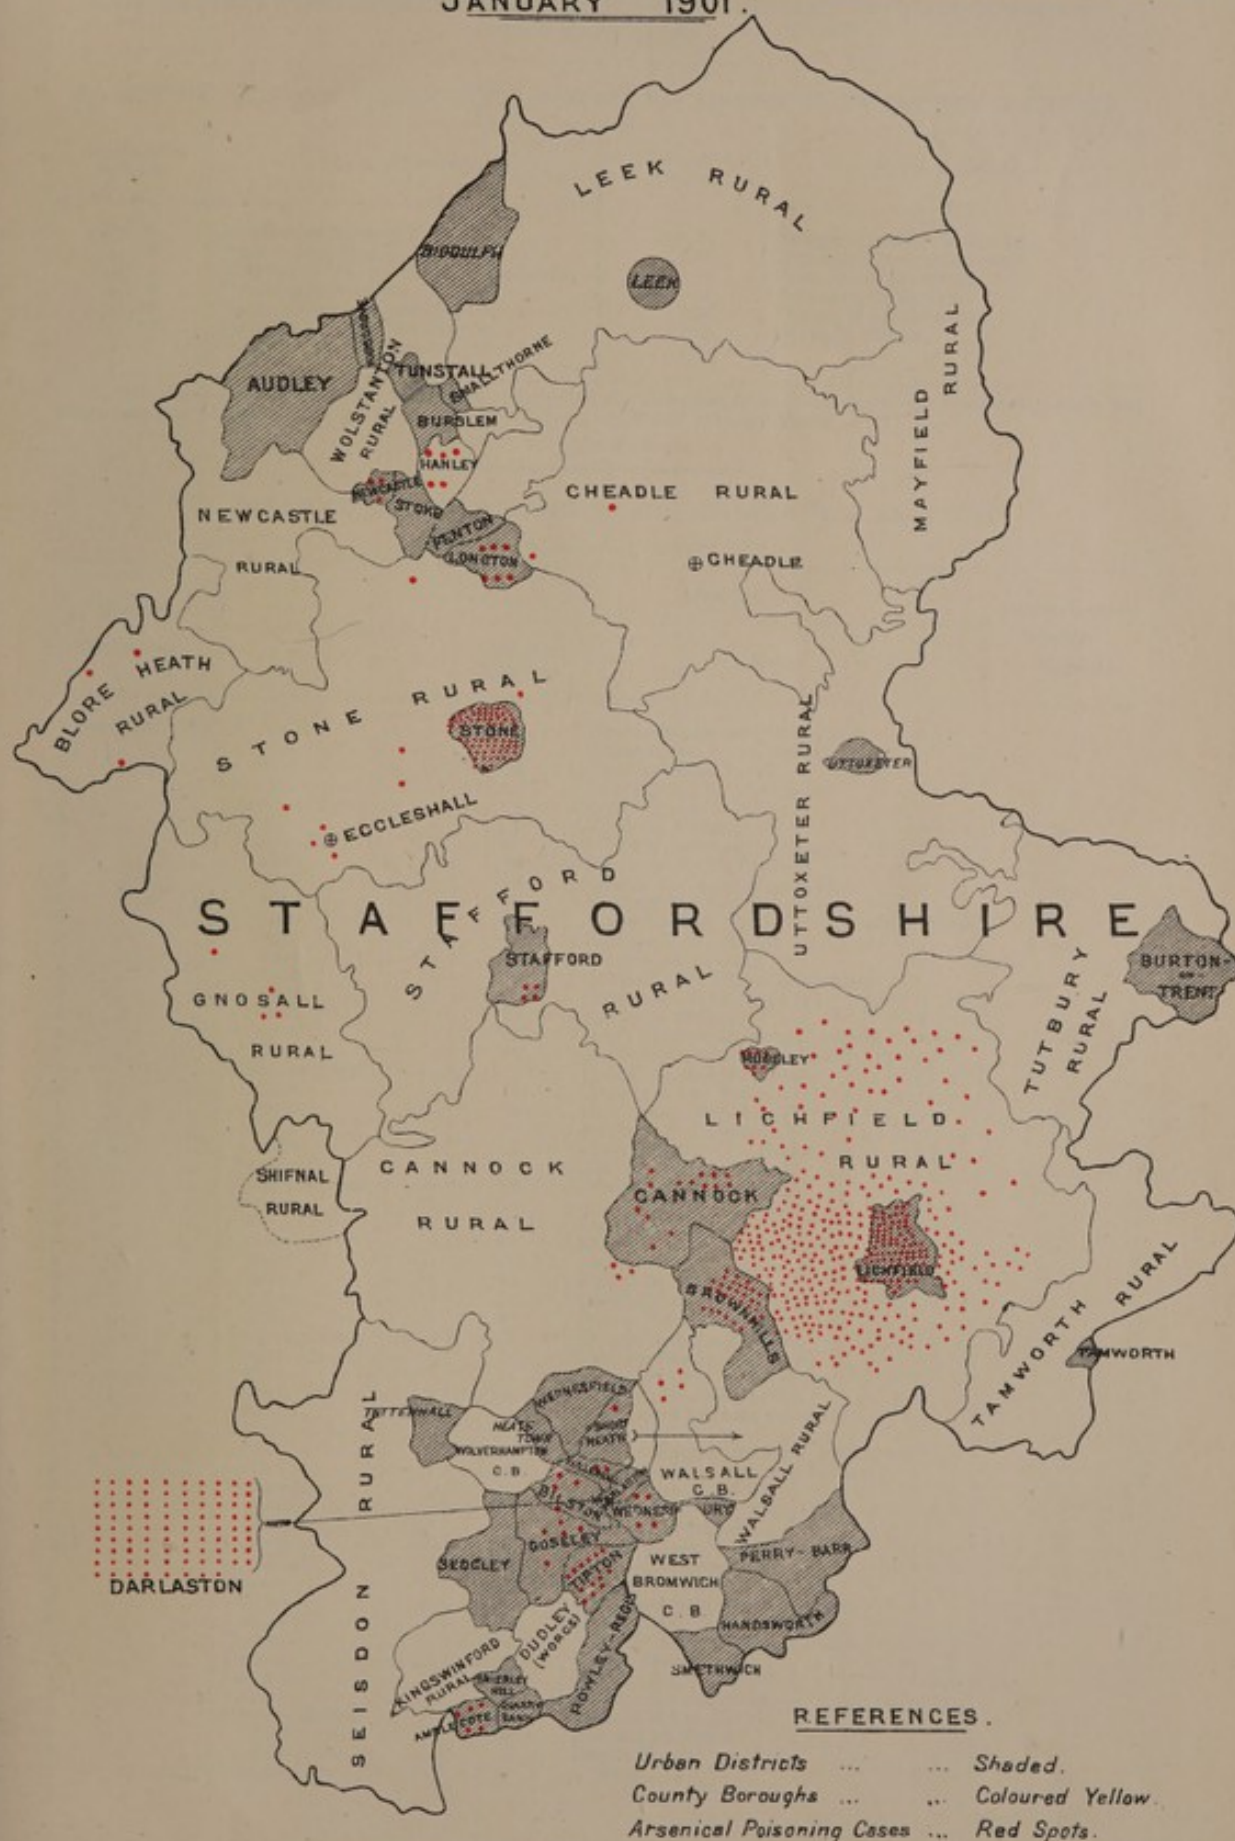 JANUARY 1901.
LEEK RURAL
BIDDULPH
LEEK
MAYFIELD RURAL
AUDLEY
WOLSTANTON RURAL
TUNSTALL
SMALLTHORNE
BURSLEM
HANLEY
NEWCASTLE
STOKE
FENTON
LONGTON
NEWCASTLE
RURAL
CHEADLE RURAL
CHEADLE
BLORE HEATH
RURAL
STONE RURAL
STONE
ECCLESHALL
UTTOXETER RURAL
UTTOXETER
STAFFORDSHIRE
STAFFORD
RURAL
STAFFORD
GNOSALL
RURAL
BURTON-
ON-
TRENT
TUTBURY
RURAL
RUGELEY
LICHFIELD
RURAL
SHIFNAL
RURAL
CANNOCK
RURAL
CANNOCK
LICHFIELD
BROWNHILLS
TAMWORTH RURAL
TAMWORTH
TETTENHALL
WEDNESFIELD
HEATH
TOWN
SHORT
HEATH
WOLVERHAMPTON
C.B.
WALSALL
C.B.
WALSALL RURAL
BILSTON
WEDNESBURY
DARLASTON
SEISDON RURAL
SEDGLEY
COSELEY
TIPTON
WEST
BROMWICH
C.B
PERRY-BARR
HANDSWORTH
SMETHWICH
DUDLEY
(WORCS)
ROWLEY-REGIS
KINGSWINFORD
RURAL
BRIERLEY
HILL
QUARRY
BANK
AMBLECOTE
REFERENCES.
Urban Districts ... ... Shaded.
County Boroughs ... ... Coloured Yellow.
Arsenical Poisoning Cases ... Red Spots.